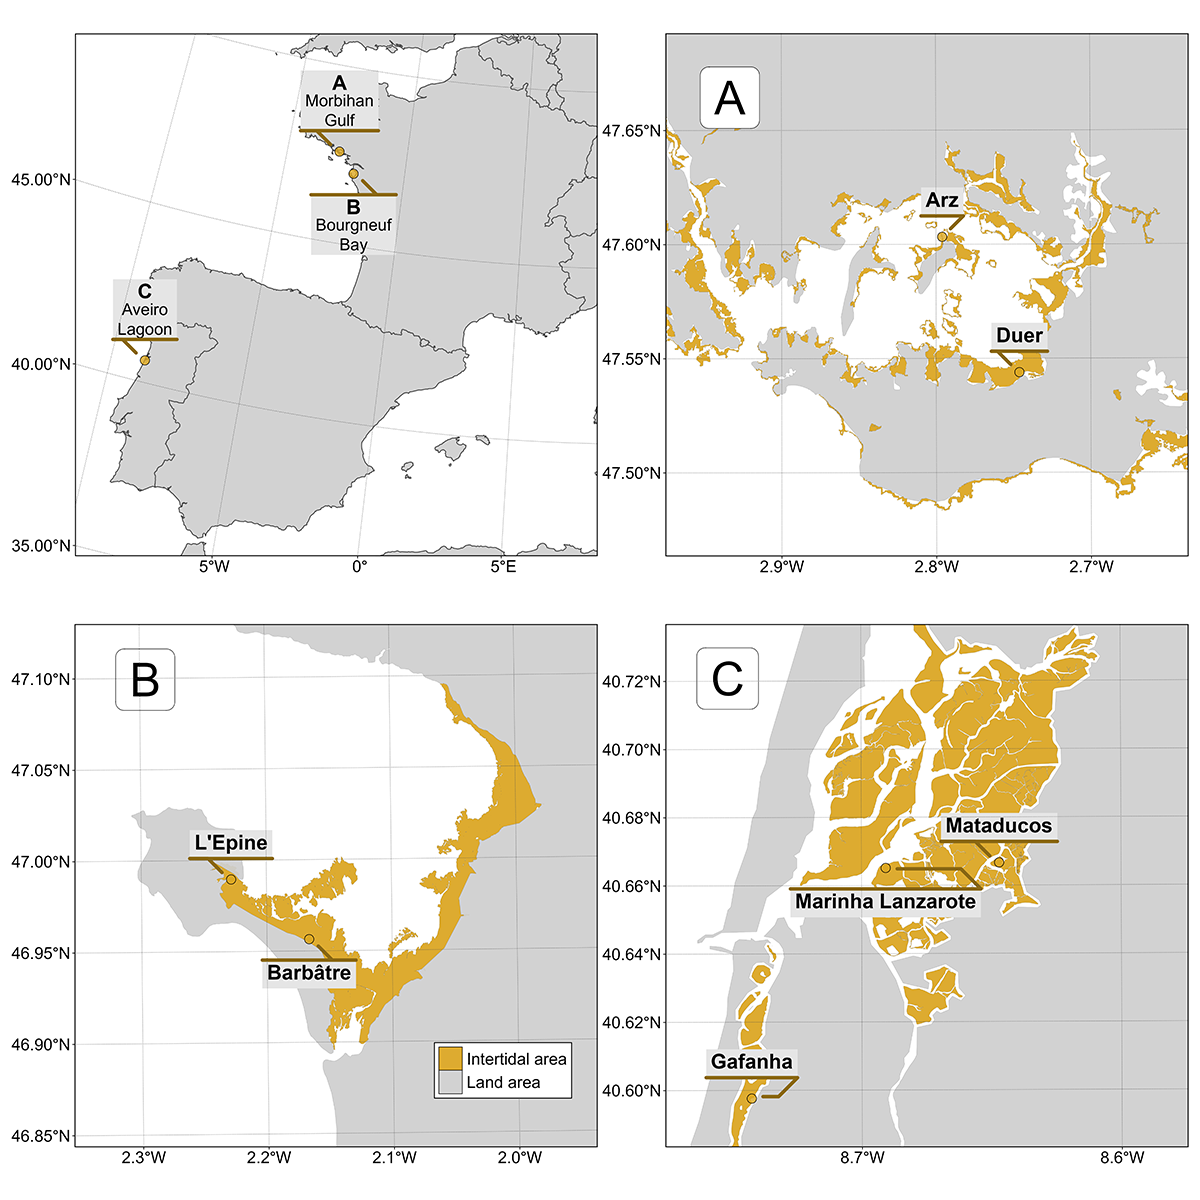 A
Morbihan
Gulf
B
Bourgneuf
Bay
C
Aveiro
Lagoon
45.00°N
40.00°N
35.00°N
5°W
0°
5°E
A
Arz
Duer
47.65°N
47.60°N
47.55°N
47.50°N
2.9°W
2.8°W
2.7°W
B
L'Epine
Barbâtre
47.10°N
47.05°N
47.00°N
46.95°N
46.90°N
46.85°N
2.3°W
2.2°W
2.1°W
2.0°W
Intertidal area
Land area
C
Mataducos
Marinha Lanzarote
Gafanha
40.72°N
40.70°N
40.68°N
40.66°N
40.64°N
40.62°N
40.60°N
8.7°W
8.6°W